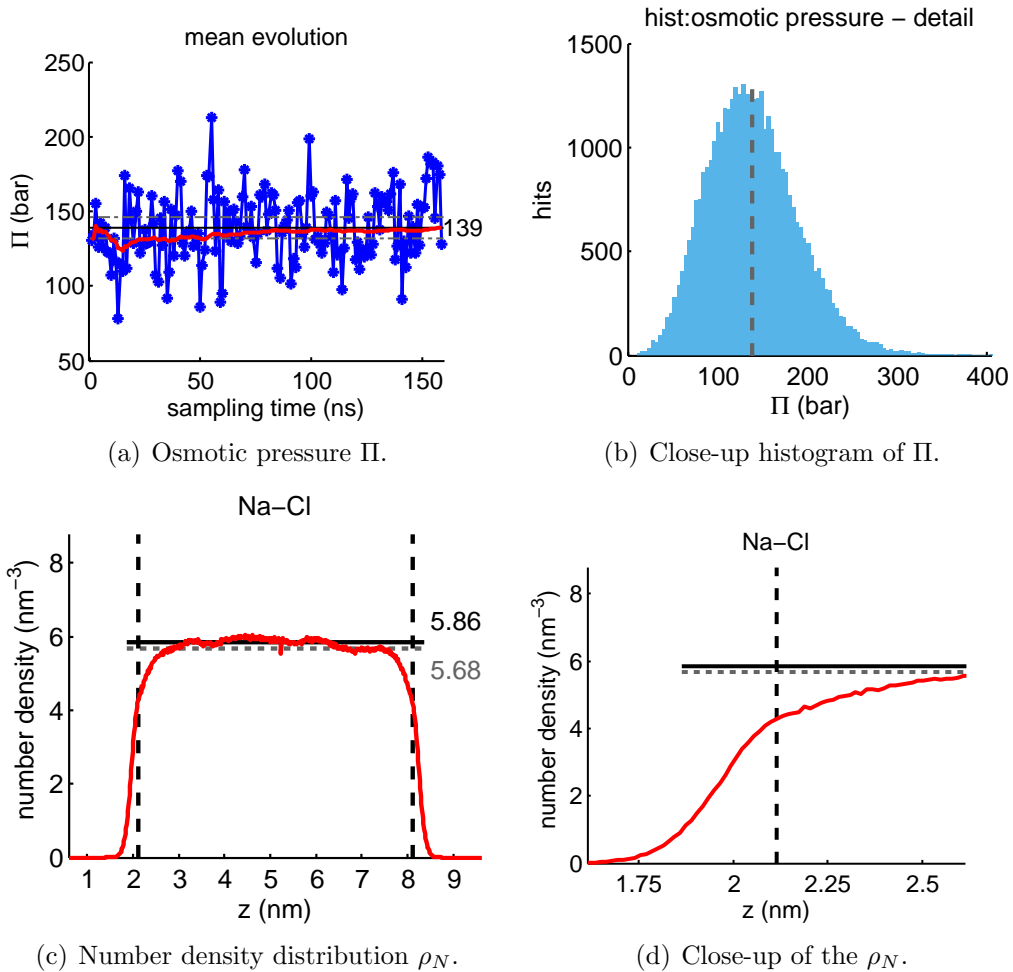 mean evolution
250
200
150
100
50
Π (bar)
139
0
50
100
150
sampling time (ns)
(a) Osmotic pressure Π.
hist:osmotic pressure − detail
1500
1000
500
0
hits
0
100
200
300
400
Π (bar)
(b) Close-up histogram of Π.
Na−Cl
8
6
4
2
0
number density (nm⁻³)
5.86
5.68
1
2
3
4
5
6
7
8
9
z (nm)
(c) Number density distribution ρN.
Na−Cl
8
6
4
2
0
number density (nm⁻³)
1.75
2
2.25
2.5
z (nm)
(d) Close-up of the ρN.